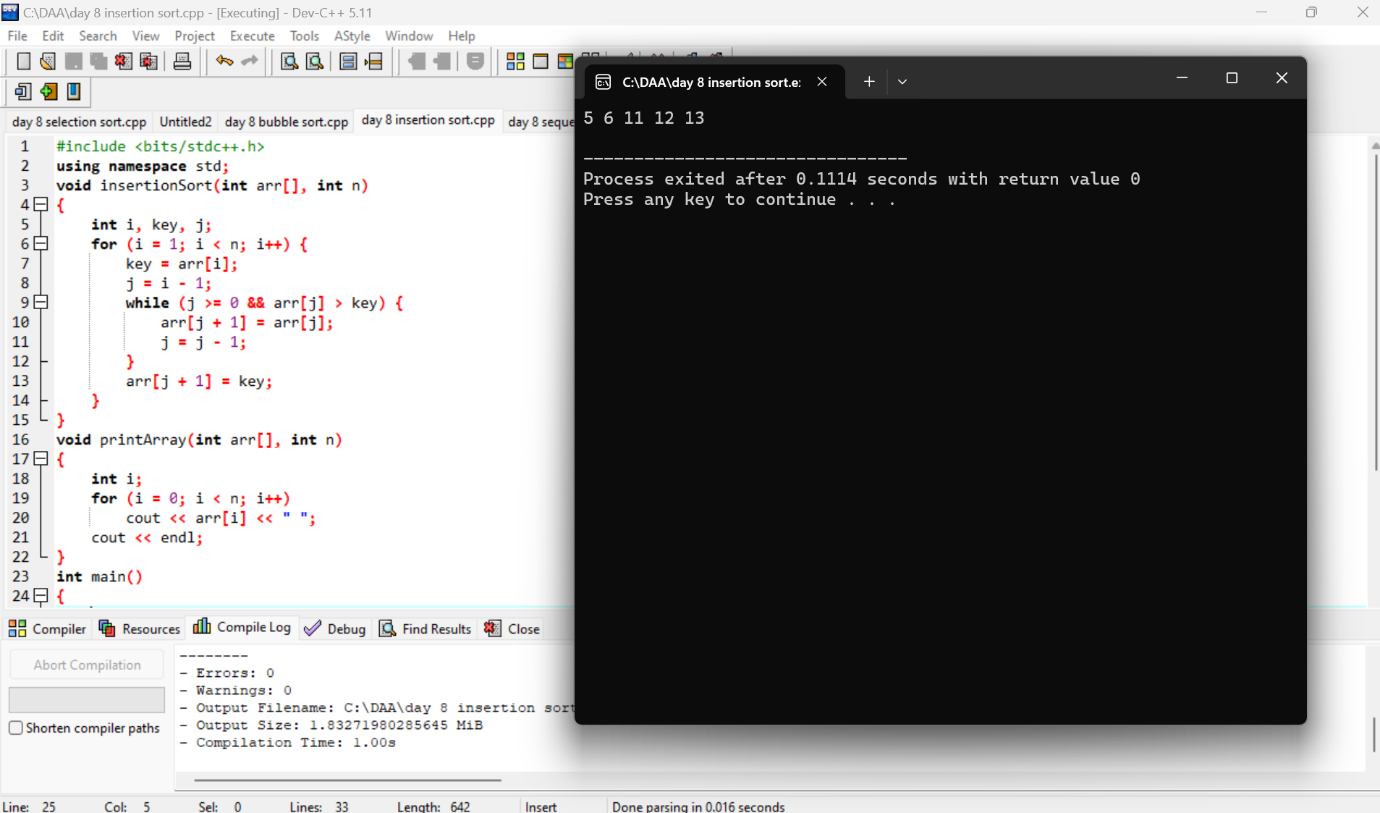 C:\DAA\day 8 insertion sort.cpp - [Executing] - Dev-C++ 5.11
File Edit Search View Project Execute Tools AStyle Window Help
day 8 selection sort.cpp Untitled2 day 8 bubble sort.cpp day 8 insertion sort.cpp day 8 seque
1 #include <bits/stdc++.h>
2 using namespace std;
3 void insertionSort(int arr[], int n)
4 {
5 int i, key, j;
6 for (i = 1; i < n; i++) {
7 key = arr[i];
8 j = i - 1;
9 while (j >= 0 && arr[j] > key) {
10 arr[j + 1] = arr[j];
11 j = j - 1;
12 }
13 arr[j + 1] = key;
14 }
15 }
16 void printArray(int arr[], int n)
17 {
18 int i;
19 for (i = 0; i < n; i++)
20 cout << arr[i] << " ";
21 cout << endl;
22 }
23 int main()
24 {
C:\DAA\day 8 insertion sort.e:
5 6 11 12 13
--------------------------------
Process exited after 0.1114 seconds with return value 0
Press any key to continue . . .
Compiler Resources Compile Log Debug Find Results Close
Abort Compilation
Shorten compiler paths
--------
- Errors: 0
- Warnings: 0
- Output Filename: C:\DAA\day 8 insertion sort
- Output Size: 1.83271980285645 MiB
- Compilation Time: 1.00s
Line: 25 Col: 5 Sel: 0 Lines: 33 Length: 642 Insert Done parsing in 0.016 seconds